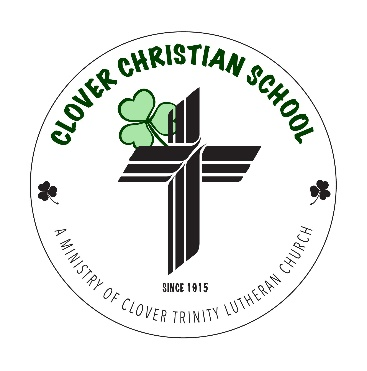 CLOVER CHRISTIAN SCHOOL
SINCE 1915
A MINISTRY OF CLOVER TRINITY LUTHERAN CHURCH